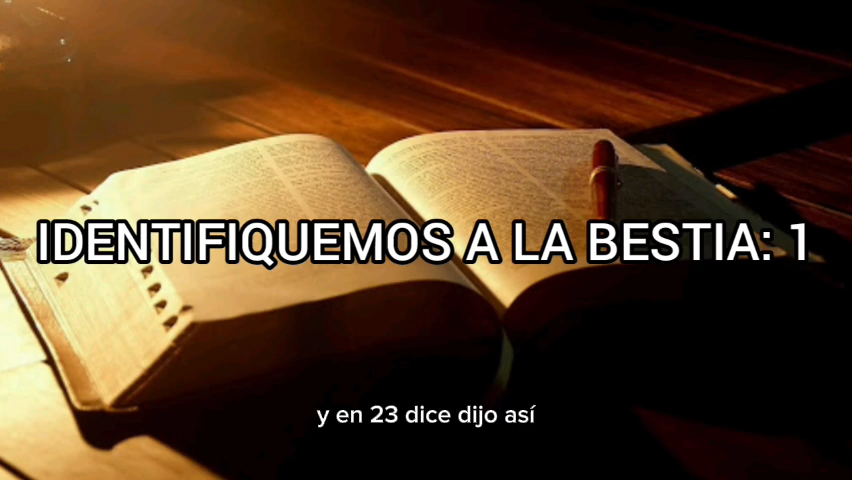 IDENTIFIQUEMOS A LA BESTIA: 1
y en 23 dice dijo así